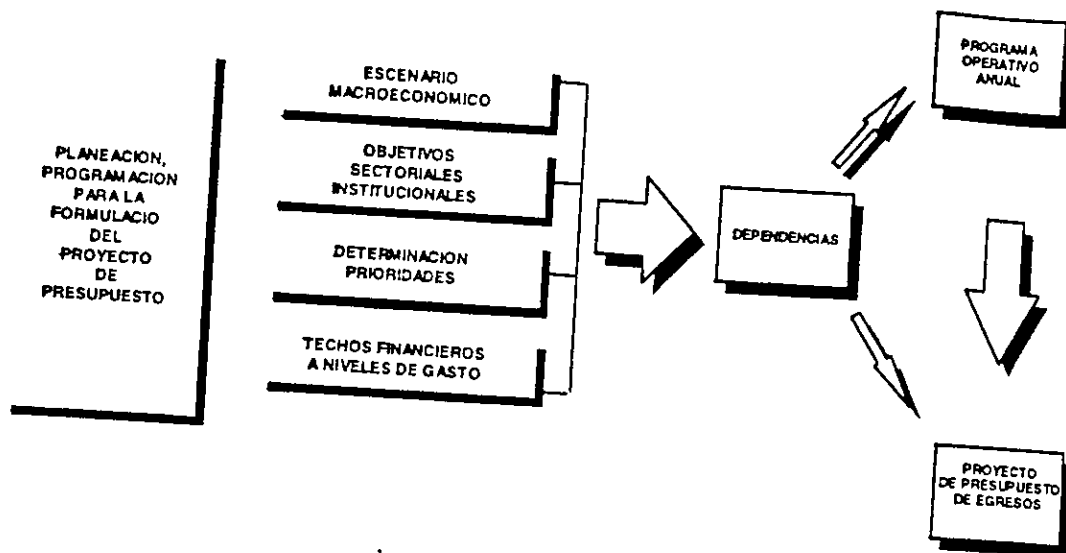 PLANEACION,
PROGRAMACION
PARA LA
FORMULACIO
DEL
PROYECTO
DE
PRESUPUESTO
ESCENARIO
MACROECONOMICO
OBJETIVOS
SECTORIALES
INSTITUCIONALES
DETERMINACION
PRIORIDADES
TECHOS FINANCIEROS
A NIVELES DE GASTO
DEPENDENCIAS
PROGRAMA
OPERATIVO
ANUAL
PROYECTO
DE PRESUPUESTO
DE EGRESOS